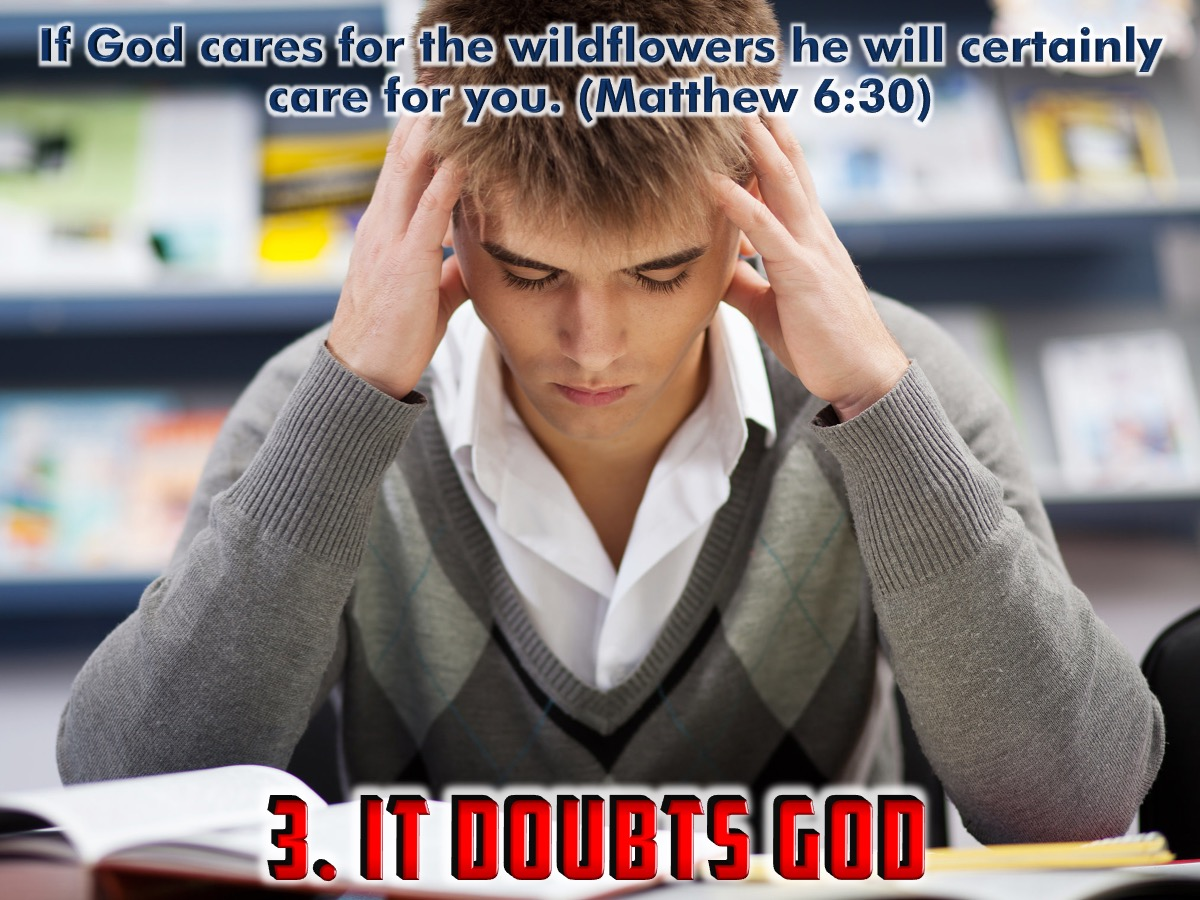 If God cares for the wildflowers he will certainly
care for you. (Matthew 6:30)
3. IT DOUBTS GOD